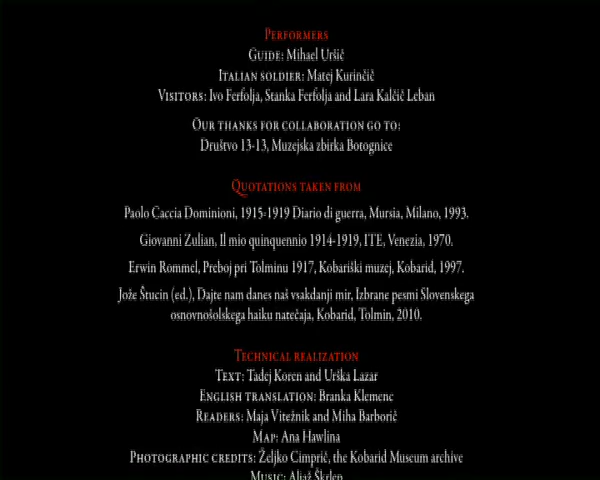 Performers
Guide: Mihael Uršič
Italian soldier: Matej Kurinčič
Visitors: Ivo Ferfolja, Stanka Ferfolja and Lara Kalčič Leban
Our thanks for collaboration go to:
Društvo 13-13, Muzejska zbirka Botognice
Quotations taken from
Paolo Caccia Dominioni, 1915-1919 Diario di guerra, Mursia, Milano, 1993.
Giovanni Zulian, Il mio quinquennio 1914-1919, ITE, Venezia, 1970.
Erwin Rommel, Preboj pri Tolminu 1917, Kobariški muzej, Kobarid, 1997.
Jože Štucin (ed.), Dajte nam danes naš vsakdanji mir, Izbrane pesmi Slovenskega
osnovnošolskega haiku natečaja, Kobarid, Tolmin, 2010.
Technical realization
Text: Tadej Koren and Urška Lazar
English translation: Branka Klemenc
Readers: Maja Vitežnik and Miha Barborič
Map: Ana Hawlina
Photographic credits: Željko Cimprič, the Kobarid Museum archive
Music: Aljaž Škrlep